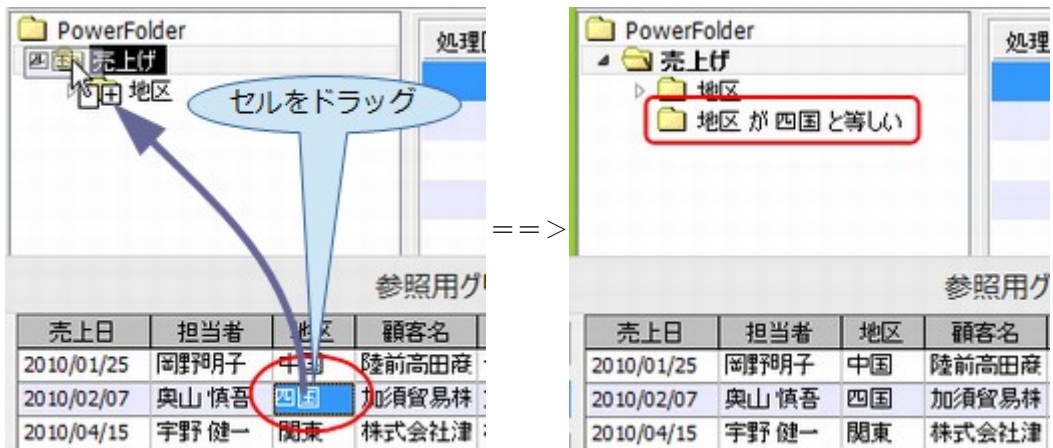 PowerFolder
処理
四国 売上げ
地区
セルをドラッグ
参照用グ
売上日 担当者 地区 顧客名
2010/01/25 岡野明子 中国 陸前高田商
2010/02/07 奥山 慎吾 四国 加須貿易株
2010/04/15 宇野 健一 関東 株式会社津
==>
PowerFolder
処理
売上げ
地区
地区 が 四国 と等しい
参照用グ
売上日 担当者 地区 顧客名
2010/01/25 岡野明子 中国 陸前高田商
2010/02/07 奥山 慎吾 四国 加須貿易株
2010/04/15 宇野 健一 関東 株式会社津